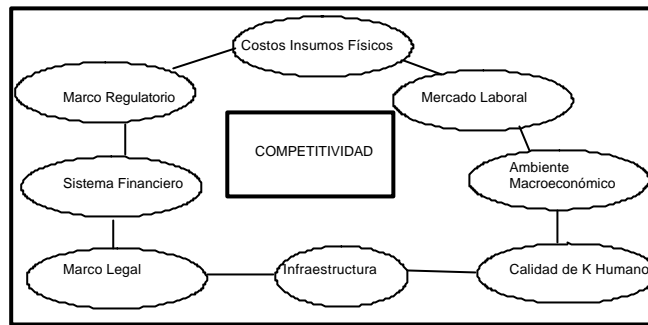 Costos Insumos Físicos
Marco Regulatorio
Mercado Laboral
COMPETITIVIDAD
Sistema Financiero
Ambiente
Macroeconómico
Marco Legal
Infraestructura
Calidad de K Humano